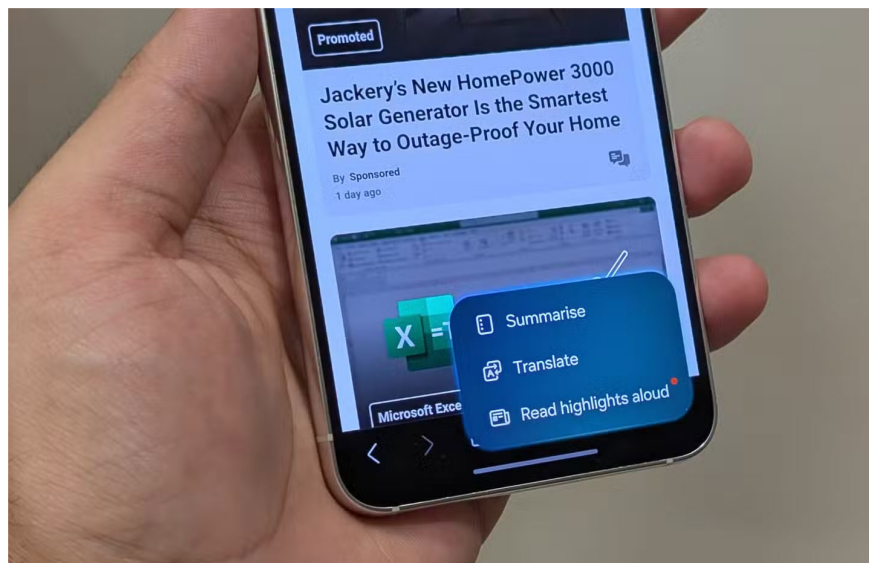 Promoted
Jackery's New HomePower 3000
Solar Generator Is the Smartest
Way to Outage-Proof Your Home
By Sponsored
1 day ago
X
Summarise
Translate
Read highlights aloud
Microsoft Exce